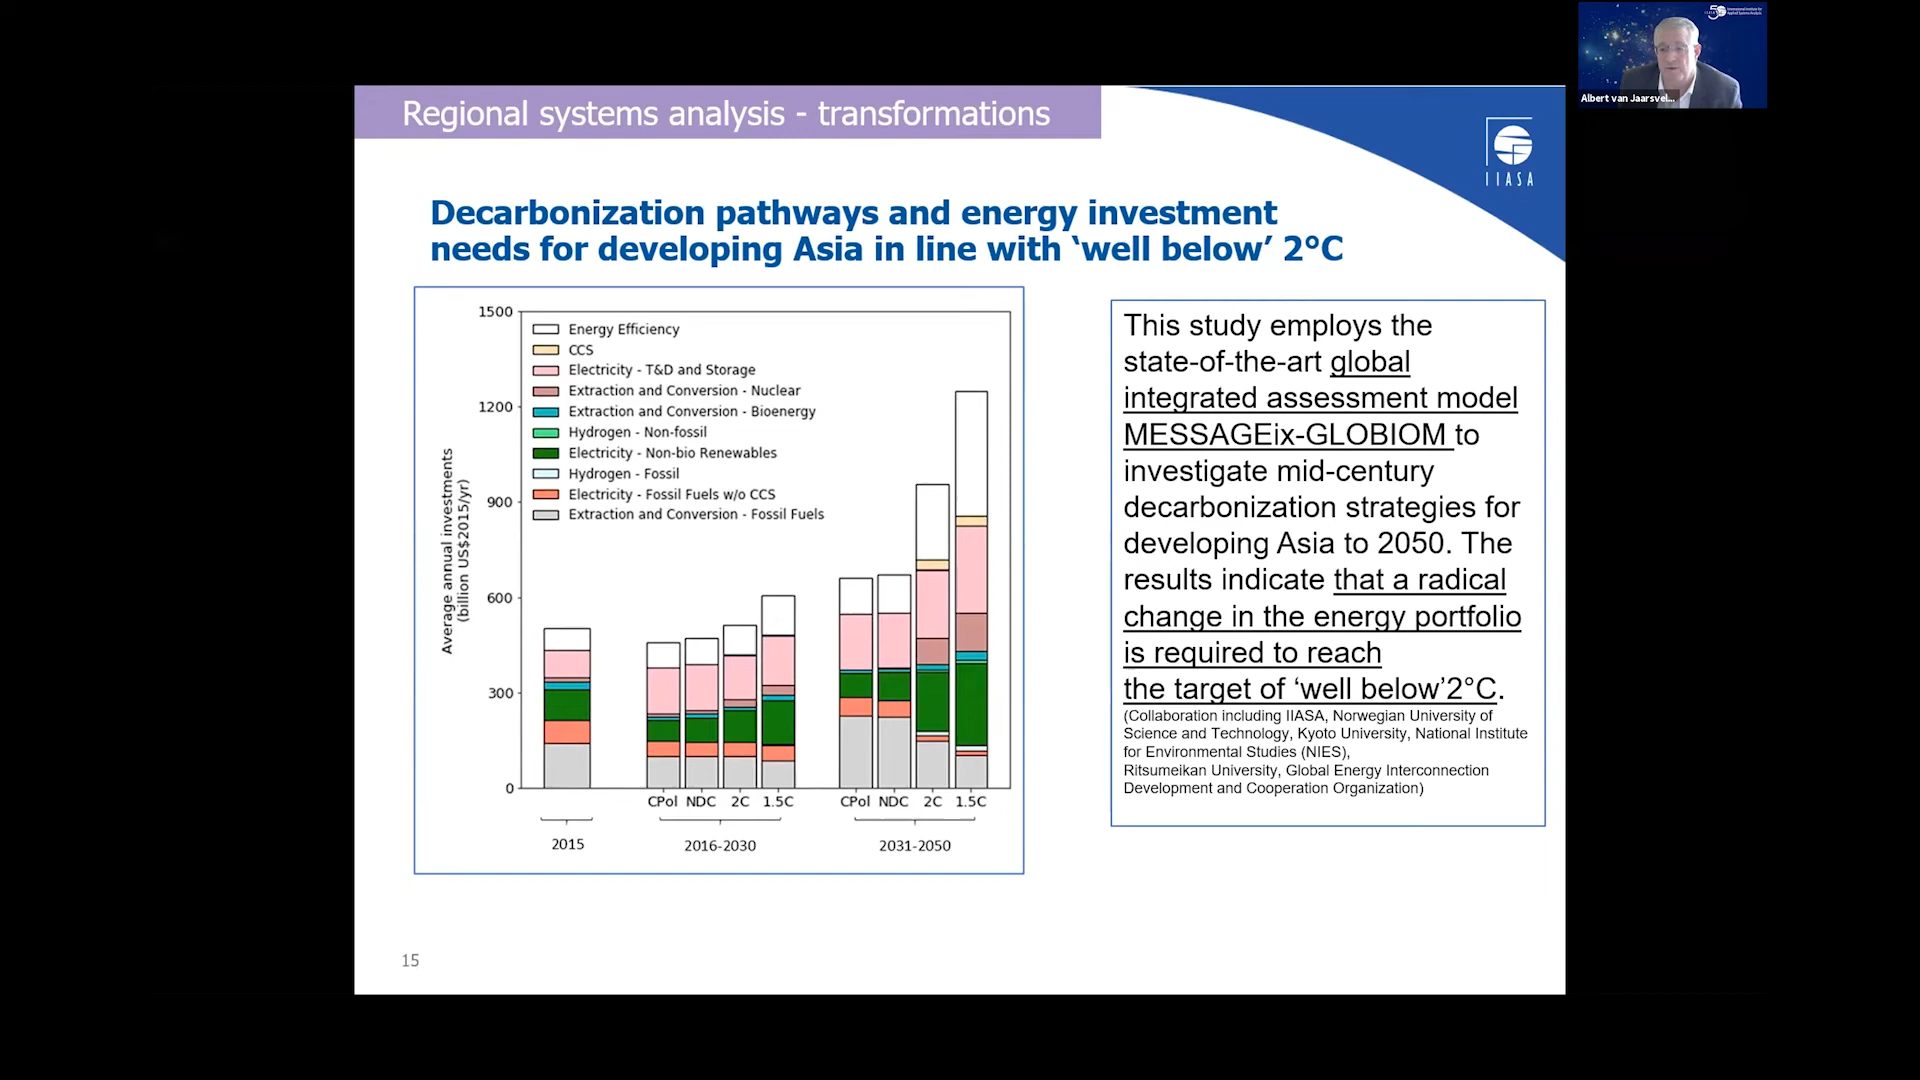 Regional systems analysis - transformations
IIASA
Albert van Jaarsvel...
Decarbonization pathways and energy investment
needs for developing Asia in line with ‘well below’ 2°C
Average annual investments
(billion US$2015/yr)
1500
1200
900
600
300
0
Energy Efficiency
CCS
Electricity - T&D and Storage
Extraction and Conversion - Nuclear
Extraction and Conversion - Bioenergy
Hydrogen - Non-fossil
Electricity - Non-bio Renewables
Hydrogen - Fossil
Electricity - Fossil Fuels w/o CCS
Extraction and Conversion - Fossil Fuels
CPol NDC 2C 1.5C
CPol NDC 2C 1.5C
2015
2016-2030
2031-2050
This study employs the
state-of-the-art global
integrated assessment model
MESSAGEix-GLOBIOM to
investigate mid-century
decarbonization strategies for
developing Asia to 2050. The
results indicate that a radical
change in the energy portfolio
is required to reach
the target of ‘well below’2°C.
(Collaboration including IIASA, Norwegian University of
Science and Technology, Kyoto University, National Institute
for Environmental Studies (NIES),
Ritsumeikan University, Global Energy Interconnection
Development and Cooperation Organization)
15